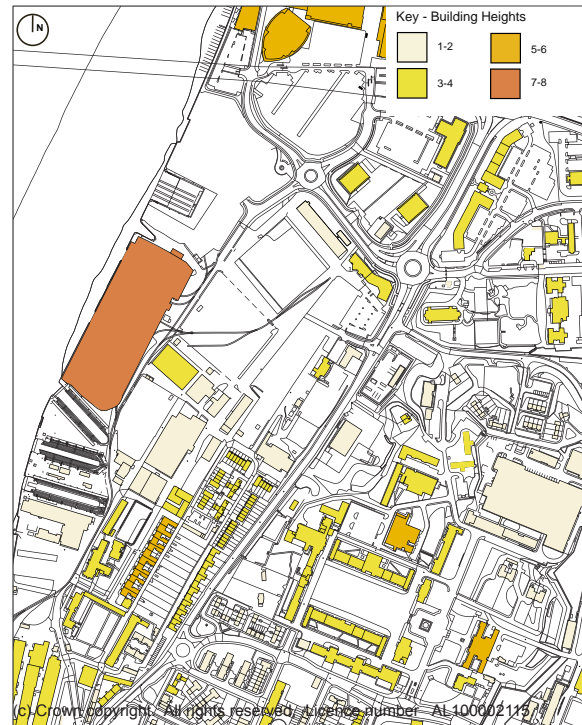 N
Key - Building Heights
1-2
5-6
3-4
7-8
(c) Crown copyright. All rights reserved. Licence number - AL 100002115